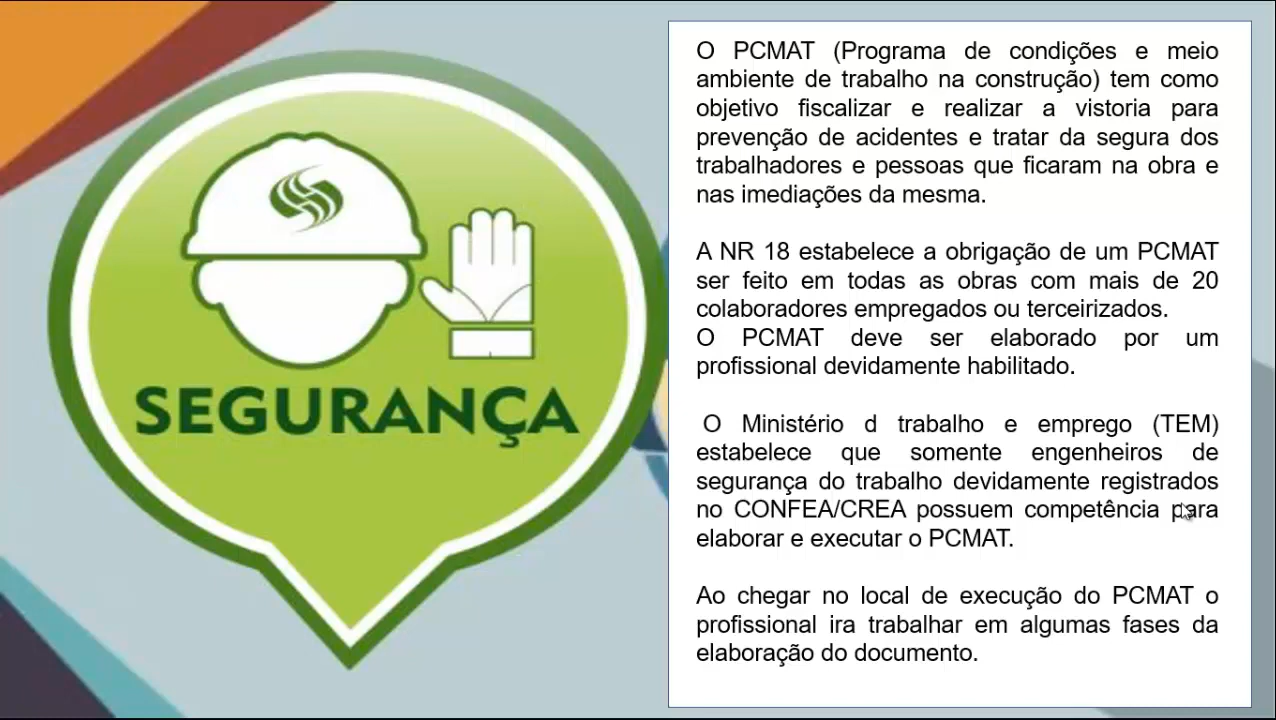 SEGURANÇA
O PCMAT (Programa de condições e meio
ambiente de trabalho na construção) tem como
objetivo fiscalizar e realizar a vistoria para
prevenção de acidentes e tratar da segura dos
trabalhadores e pessoas que ficaram na obra e
nas imediações da mesma.
A NR 18 estabelece a obrigação de um PCMAT
ser feito em todas as obras com mais de 20
colaboradores empregados ou terceirizados.
O PCMAT deve ser elaborado por um
profissional devidamente habilitado.
O Ministério d trabalho e emprego (TEM)
estabelece que somente engenheiros de
segurança do trabalho devidamente registrados
no CONFEA/CREA possuem competência para
elaborar e executar o PCMAT.
Ao chegar no local de execução do PCMAT o
profissional ira trabalhar em algumas fases da
elaboração do documento.